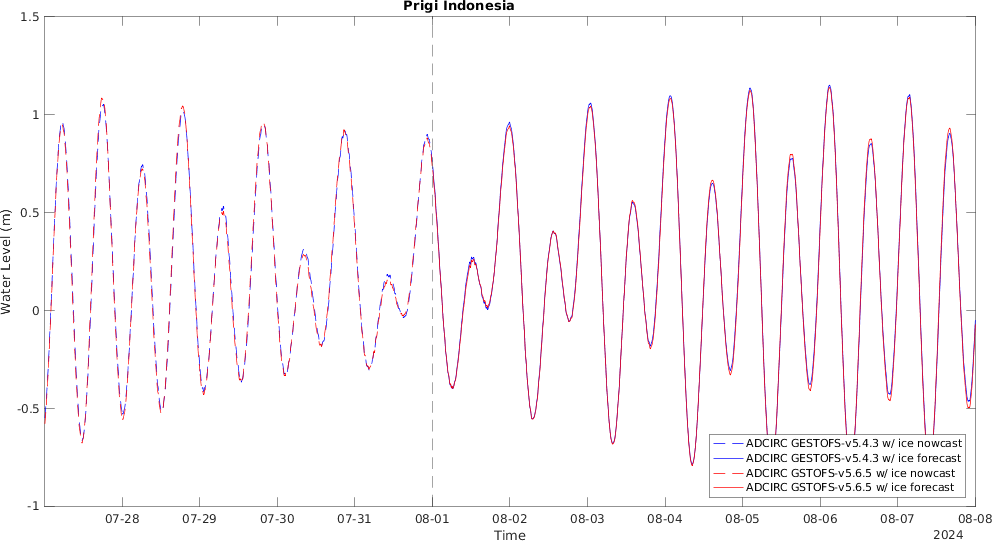 Prigi Indonesia
1.5
1
0.5
0
-0.5
-1
Water Level (m)
07-28 07-29 07-30 07-31 08-01 08-02 08-03 08-04 08-05 08-06 08-07 08-08
Time
2024
ADCIRC GESTOFS-v5.4.3 w/ ice nowcast
ADCIRC GESTOFS-v5.4.3 w/ ice forecast
ADCIRC GSTOFS-v5.6.5 w/ ice nowcast
ADCIRC GSTOFS-v5.6.5 w/ ice forecast